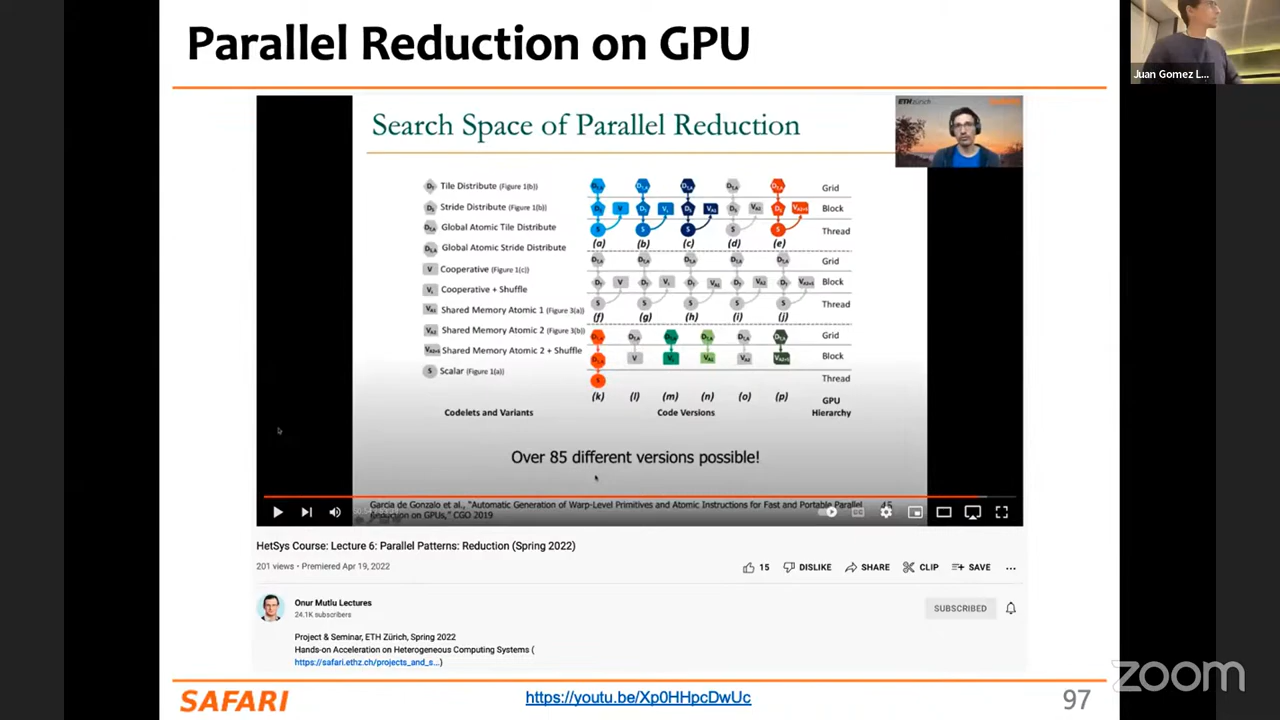 Parallel Reduction on GPU
Juan Gomez L...
ETH zürich
Search Space of Parallel Reduction
Tile Distribute (Figure 1(b))
Stride Distribute (Figure 1(b))
Global Atomic Tile Distribute
Global Atomic Stride Distribute
V Cooperative (Figure 1(c))
Cooperative + Shuffle
VA1 Shared Memory Atomic 1 (Figure 3(a))
VA2 Shared Memory Atomic 2 (Figure 3(b))
Shared Memory Atomic 2 + Shuffle
S Scalar (Figure 1(a))
Grid
Block
Thread
(a) (b) (c) (d) (e)
Grid
Block
Thread
(f) (g) (h) (i) (j)
Grid
Block
Thread
(k) (l) (m) (n) (o) (p)
GPU
Hierarchy
Codelets and Variants
Code Versions
Over 85 different versions possible!
Garcia de Gonzalo et al., "Automatic Generation of Warp-Level Primitives and Atomic Instructions for Fast and Portable Parallel
Reduction on GPUs," CGO 2019
45
HetSys Course: Lecture 6: Parallel Patterns: Reduction (Spring 2022)
201 views • Premiered Apr 19, 2022
15 DISLIKE SHARE CLIP SAVE ...
Onur Mutlu Lectures
24.1K subscribers
SUBSCRIBED
Project & Seminar, ETH Zürich, Spring 2022
Hands-on Acceleration on Heterogeneous Computing Systems (
https://safari.ethz.ch/projects_and_s...)
SAFARI
https://youtu.be/Xp0HHpcDwUc
97
zoom